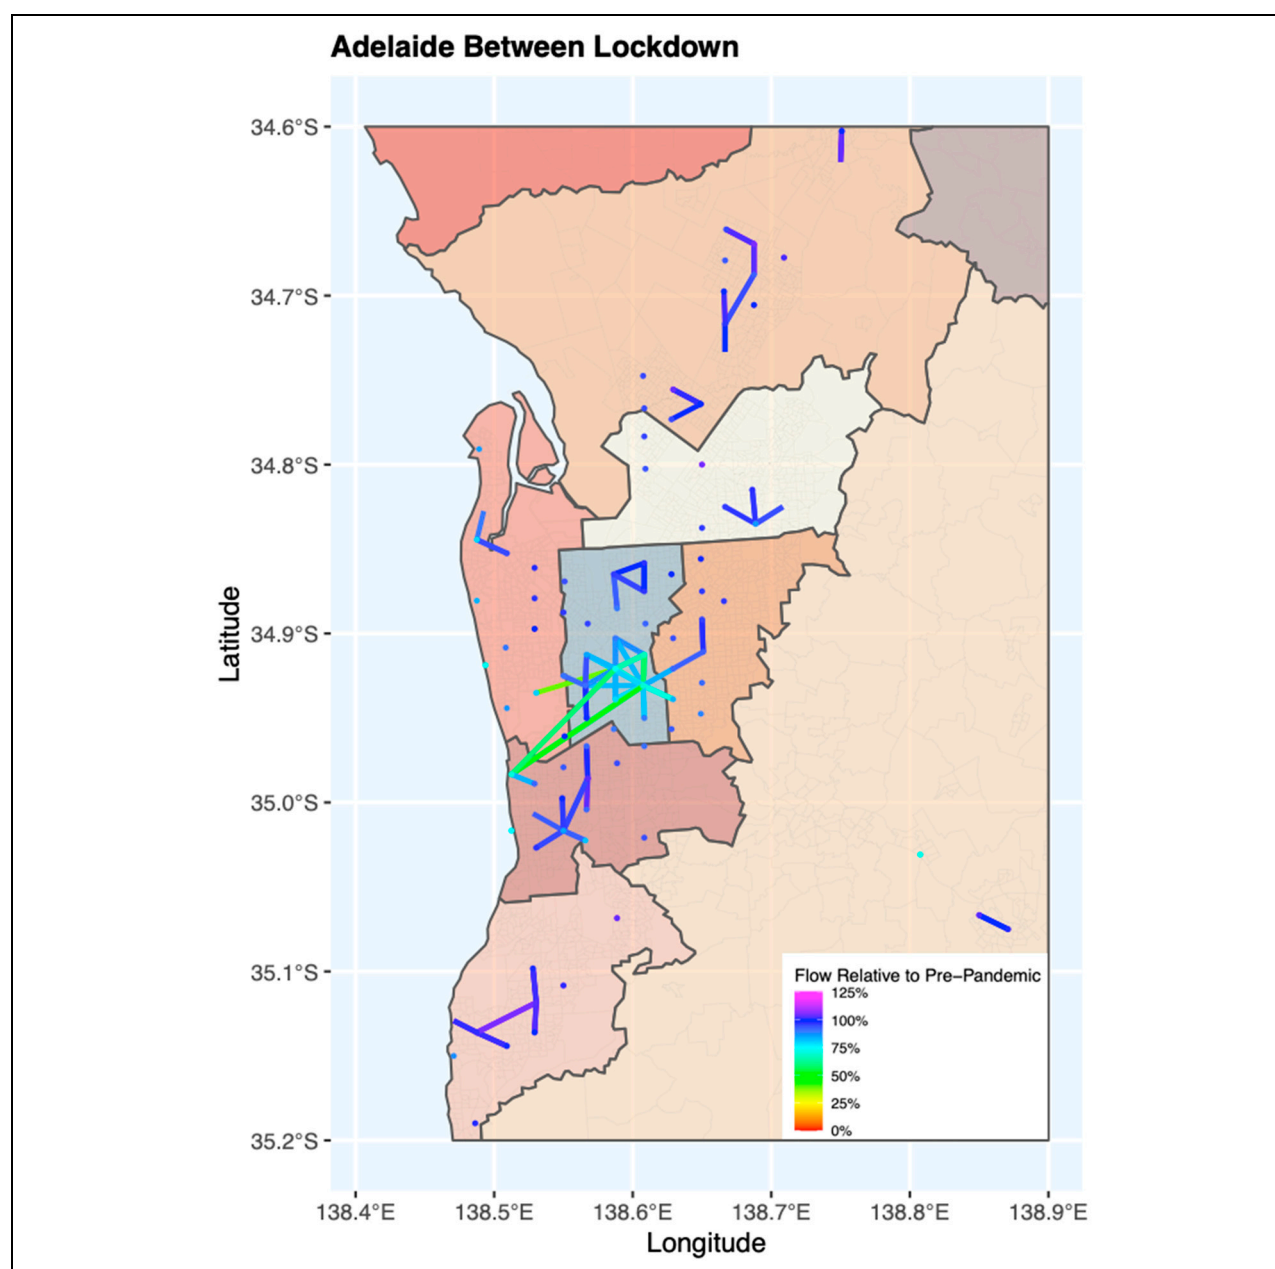 Adelaide Between Lockdown
34.6°S
34.7°S
34.8°S
34.9°S
35.0°S
35.1°S
35.2°S
Latitude
Flow Relative to Pre-Pandemic
125%
100%
75%
50%
25%
0%
138.4°E 138.5°E 138.6°E 138.7°E 138.8°E 138.9°E
Longitude